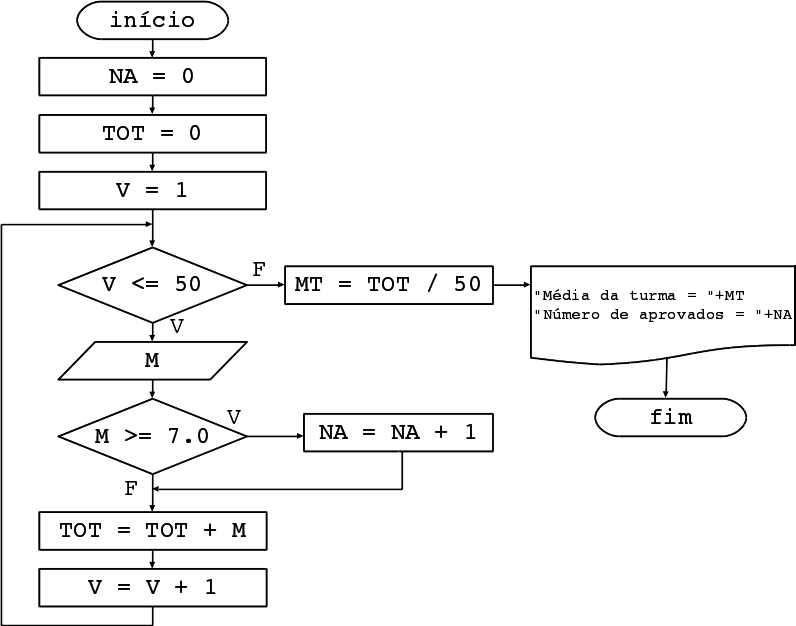 início
NA = 0
TOT = 0
V = 1
V <= 50
F
MT = TOT / 50
"Média da turma = "+MT
"Número de aprovados = "+NA
V
M
M >= 7.0
V
NA = NA + 1
fim
F
TOT = TOT + M
V = V + 1